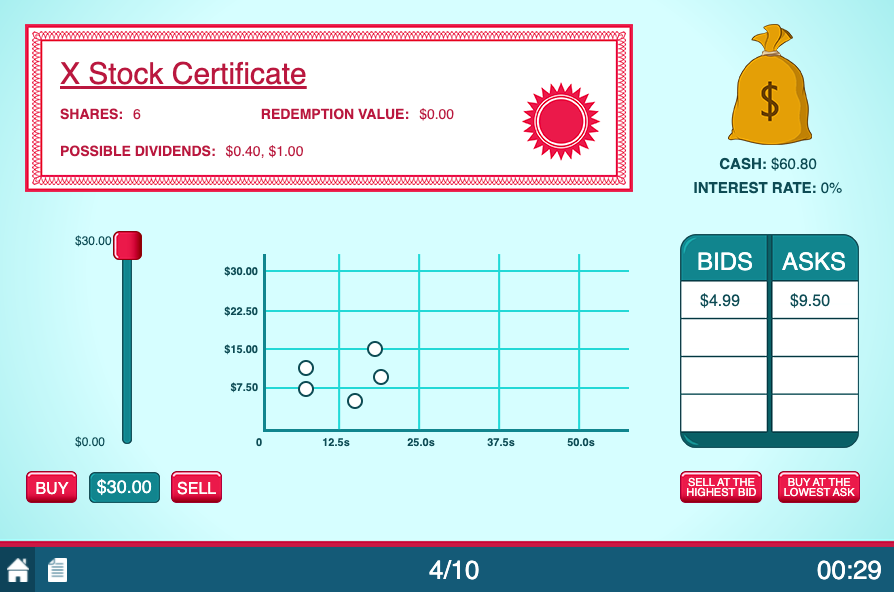 X Stock Certificate
SHARES: 6 REDEMPTION VALUE: $0.00
POSSIBLE DIVIDENDS: $0.40, $1.00
$
CASH: $60.80
INTEREST RATE: 0%
$30.00
$0.00
BUY $30.00 SELL
$30.00
$22.50
$15.00
$7.50
0 12.5s 25.0s 37.5s 50.0s
BIDS ASKS
$4.99 $9.50
SELL AT THE
HIGHEST BID
BUY AT THE
LOWEST ASK
4/10 00:29